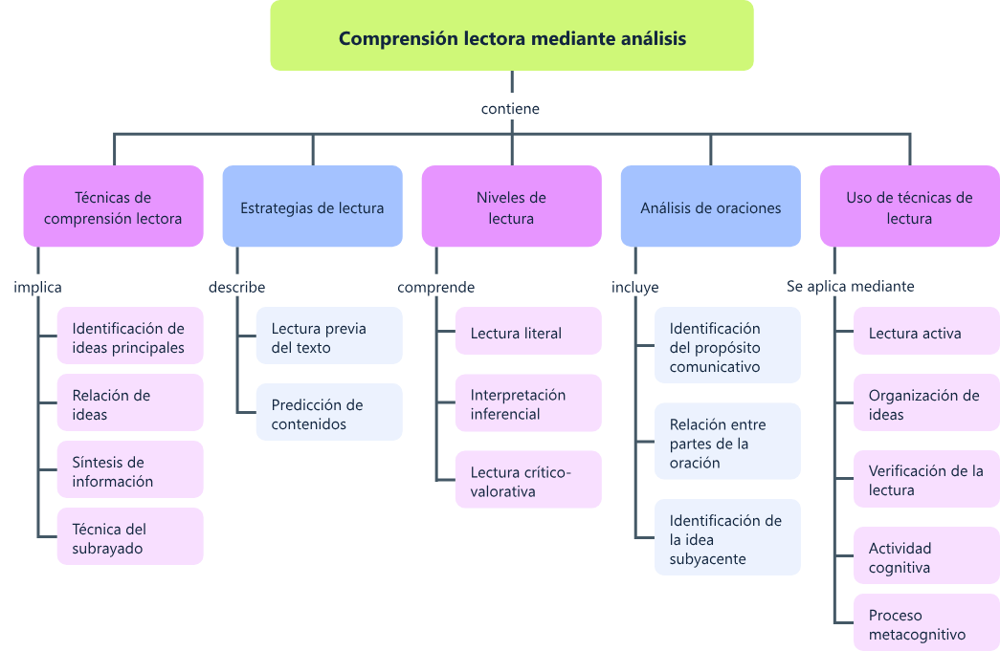 Comprensión lectora mediante análisis
contiene
Técnicas de
comprensión lectora
implica
Identificación de
ideas principales
Relación de
ideas
Síntesis de
información
Técnica del
subrayado
Estrategias de lectura
describe
Lectura previa
del texto
Predicción de
contenidos
Niveles de
lectura
comprende
Lectura literal
Interpretación
inferencial
Lectura crítico-
valorativa
Análisis de oraciones
incluye
Identificación
del propósito
comunicativo
Relación entre
partes de la
oración
Identificación de
la idea
subyacente
Uso de técnicas de
lectura
Se aplica mediante
Lectura activa
Organización de
ideas
Verificación de la
lectura
Actividad
cognitiva
Proceso
metacognitivo